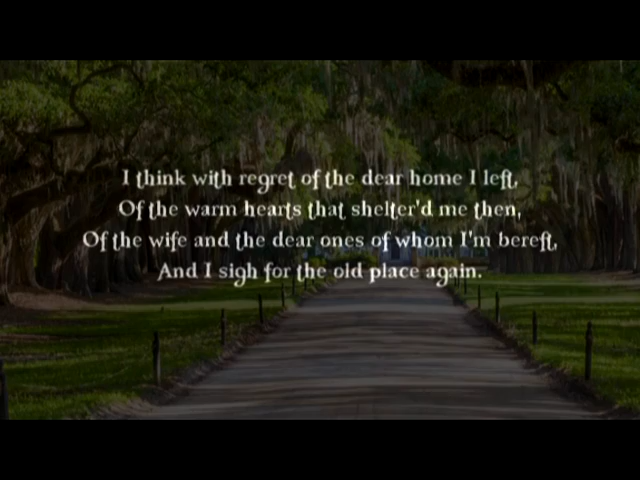 I think with regret of the dear home I left,
Of the warm hearts that shelter'd me then,
Of the wife and the dear ones of whom I'm bereft,
And I sigh for the old place again.